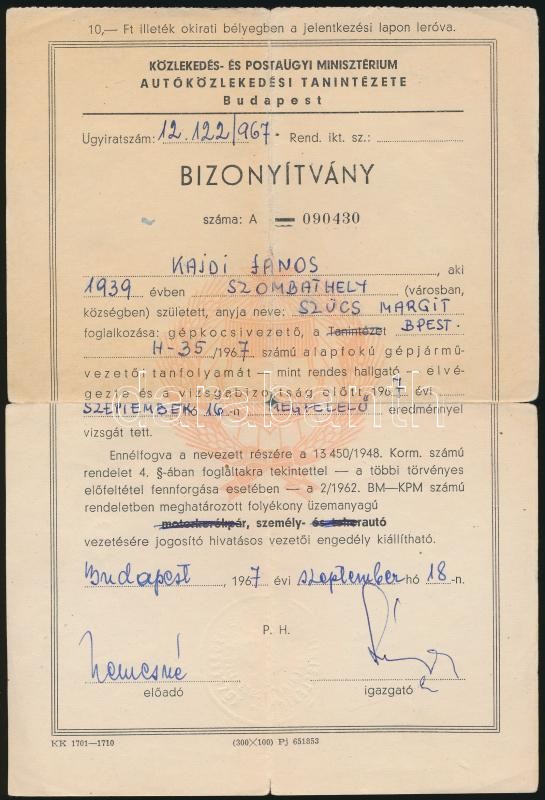 10,— Ft illeték okirati bélyegben a jelentkezési lapon leróva.
KÖZLEKEDÉS- ÉS POSTAÜGYI MINISZTÉRIUM
AUTÓKÖZLEKEDÉSI TANINTÉZETE
Budapest
Ügyiratszám: 12.122/967. Rend. ikt. sz.:
BIZONYÍTVÁNY
száma: A 090430
KAJDI JÁNOS, aki
1939 évben SZOMBATHELY (városban,
községben) született, anyja neve: SZÜCS MARGIT
foglalkozása: gépkocsivezető, a Tanintézet BPEST.
H-35/1967 számú alapfokú gépjármű-
vezető tanfolyamát — mint rendes hallgató — elvé-
gezte és a vizsgabizottság előtt, 1967 évi
SZEPTEMBER 16-n MEGFELELŐ eredménnyel
vizsgát tett.
darabanth
Ennélfogva a nevezett részére a 13 450/1948. Korm. számú
rendelet 4. §-ában foglaltakra tekintettel — a többi törvényes
előfeltétel fennforgása esetében — a 2/1962. BM—KPM számú
rendeletben meghatározott folyékony üzemanyagú
motorkerékpár, személy- és teherautó
vezetésére jogosító hivatásos vezetői engedély kiállítható.
Budapest, 1967 évi szeptember hó 18-n.
P. H.
Nemesné
előadó igazgató
KK 1701—1710 (300×100) Pj 651853